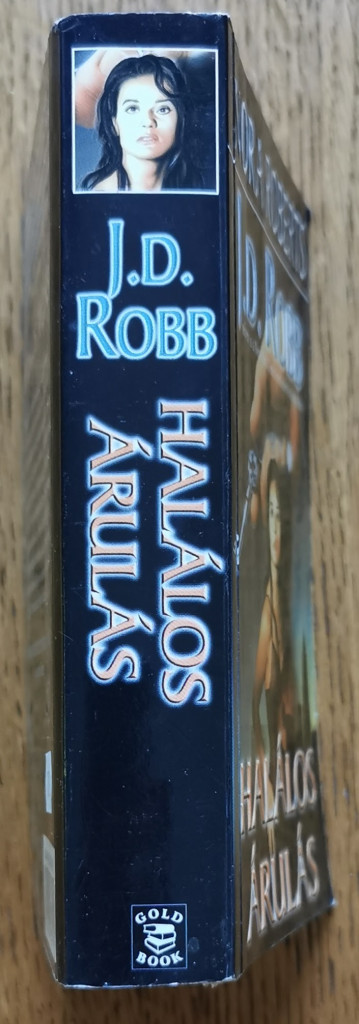 J.D.
ROBB
HALÁLOS
ÁRULÁS
GOLD
BOOK
J.D. ROBB
HALÁLOS
ÁRULÁS